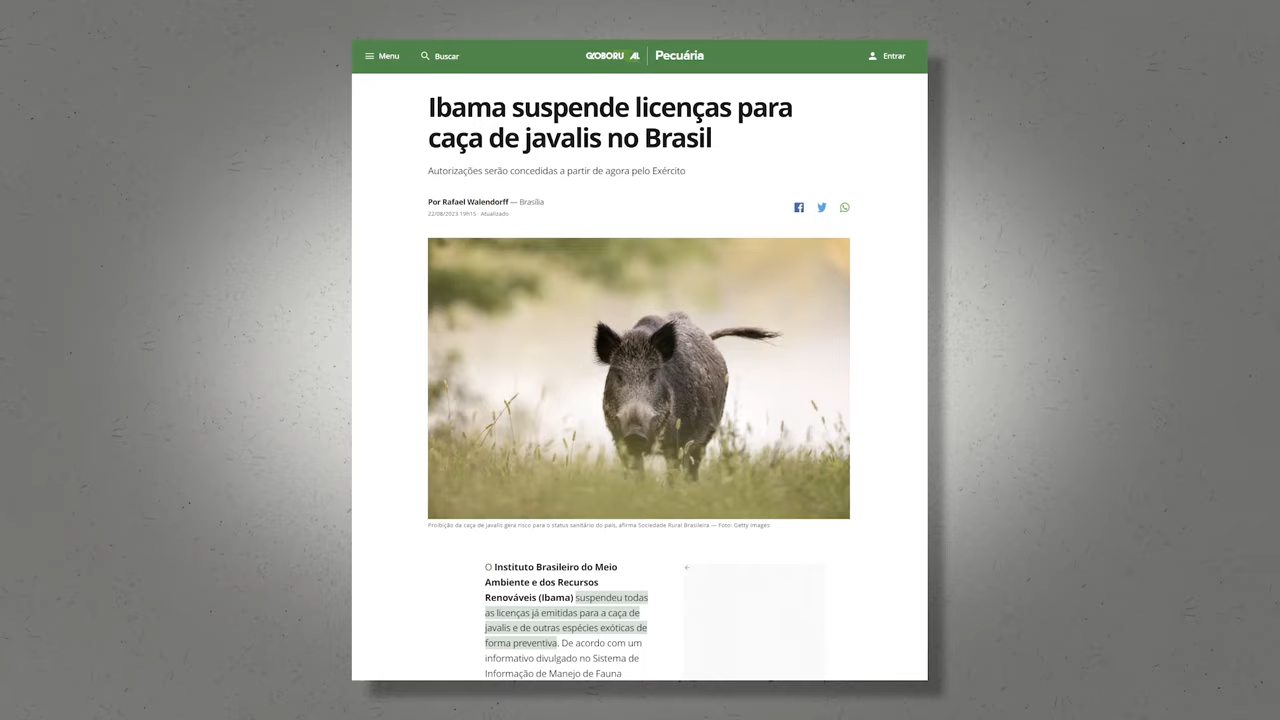 Menu
Buscar
GLOBORURAL
Pecuária
Entrar
Ibama suspende licenças para
caça de javalis no Brasil
Autorizações serão concedidas a partir de agora pelo Exército
Por Rafael Walendorff — Brasília
22/08/2023 19h15 · Atualizado
Proibição da caça de javalis gera risco para o status sanitário do país, afirma Sociedade Rural Brasileira — Foto: Getty Images
O Instituto Brasileiro do Meio
Ambiente e dos Recursos
Renováveis (Ibama) suspendeu todas
as licenças já emitidas para a caça de
javalis e de outras espécies exóticas de
forma preventiva. De acordo com um
informativo divulgado no Sistema de
Informação de Manejo de Fauna